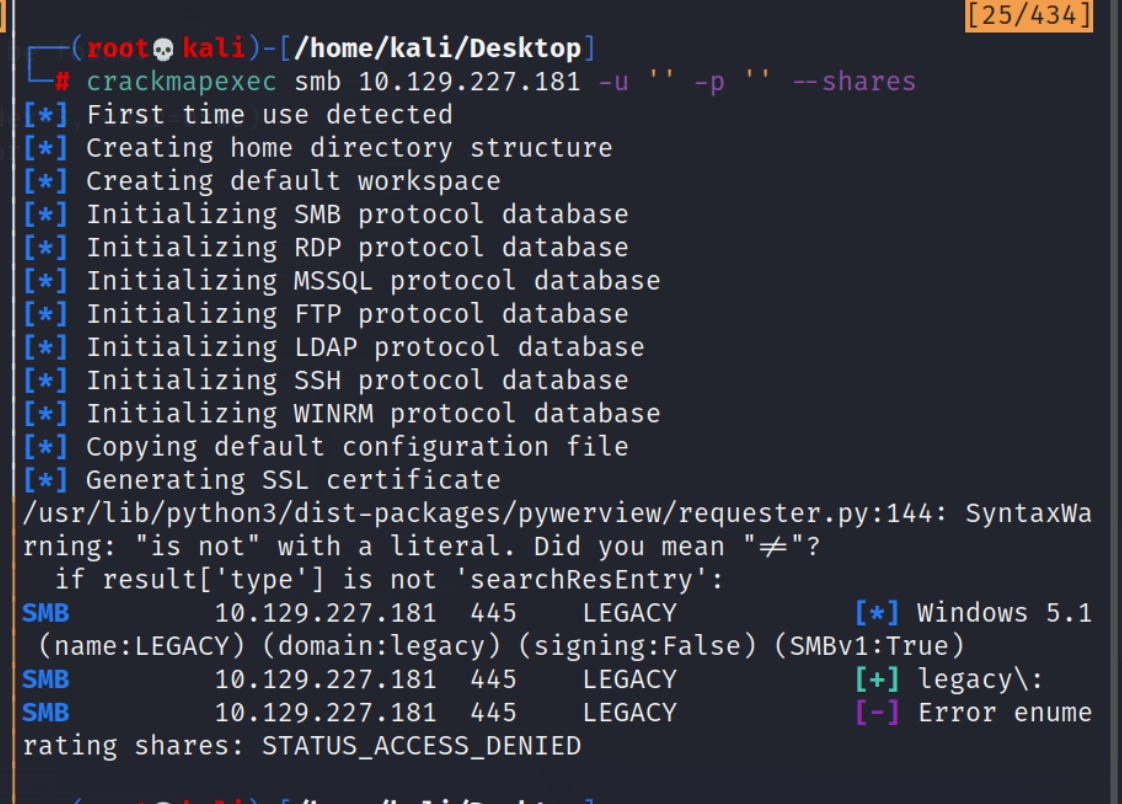 [25/434]
┌──(root💀kali)-[/home/kali/Desktop]
└─# crackmapexec smb 10.129.227.181 -u '' -p '' --shares
[*] First time use detected
[*] Creating home directory structure
[*] Creating default workspace
[*] Initializing SMB protocol database
[*] Initializing RDP protocol database
[*] Initializing MSSQL protocol database
[*] Initializing FTP protocol database
[*] Initializing LDAP protocol database
[*] Initializing SSH protocol database
[*] Initializing WINRM protocol database
[*] Copying default configuration file
[*] Generating SSL certificate
/usr/lib/python3/dist-packages/pywerview/requester.py:144: SyntaxWa
rning: "is not" with a literal. Did you mean "!="?
  if result['type'] is not 'searchResEntry':
SMB         10.129.227.181  445    LEGACY           [*] Windows 5.1
 (name:LEGACY) (domain:legacy) (signing:False) (SMBv1:True)
SMB         10.129.227.181  445    LEGACY           [+] legacy\:
SMB         10.129.227.181  445    LEGACY           [-] Error enume
rating shares: STATUS_ACCESS_DENIED